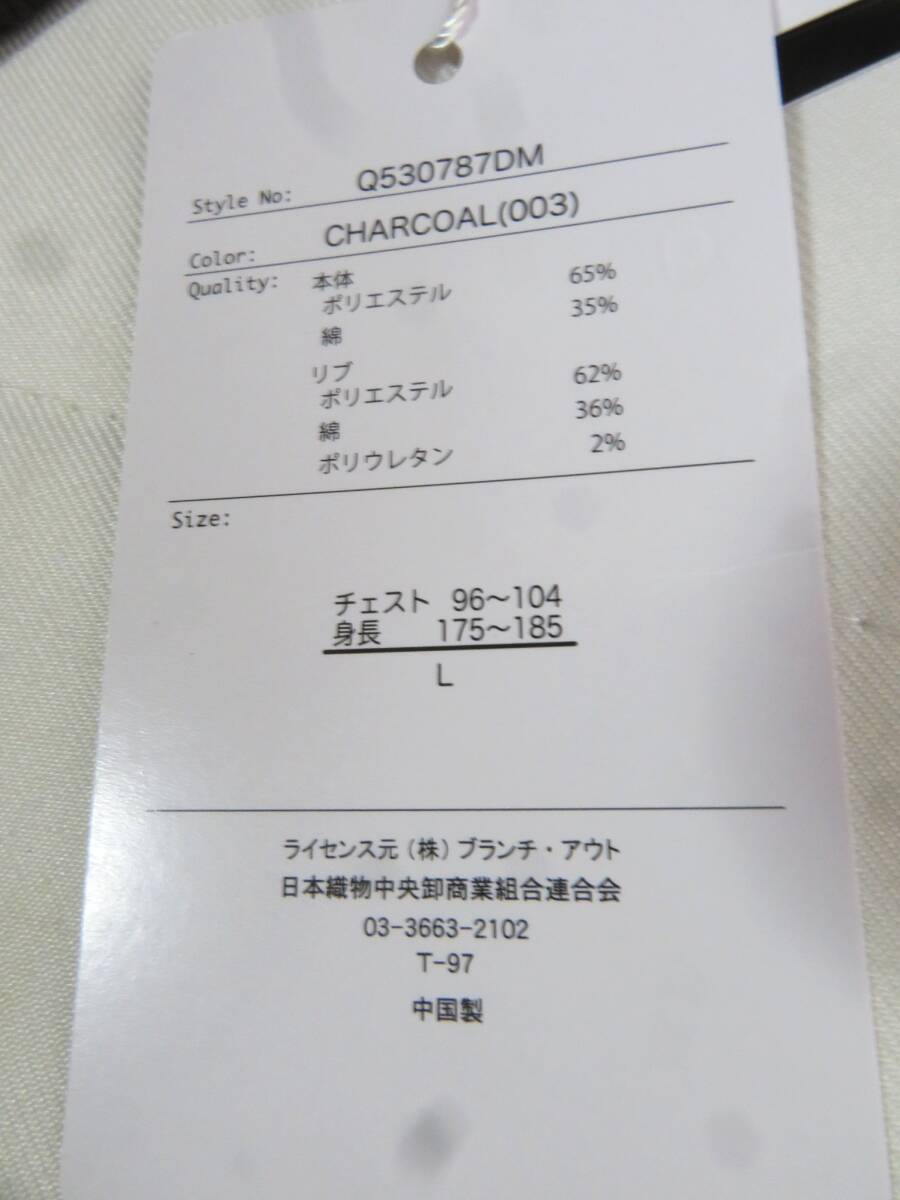 Style No: Q530787DM
Color: CHARCOAL(003)
Quality: 本体
ポリエステル 65%
綿 35%
リブ
ポリエステル 62%
綿 36%
ポリウレタン 2%
Size:
チェスト 96〜104
身長 175〜185
L
ライセンス元(株)ブランチ・アウト
日本織物中央卸商業組合連合会
03-3663-2102
T-97
中国製